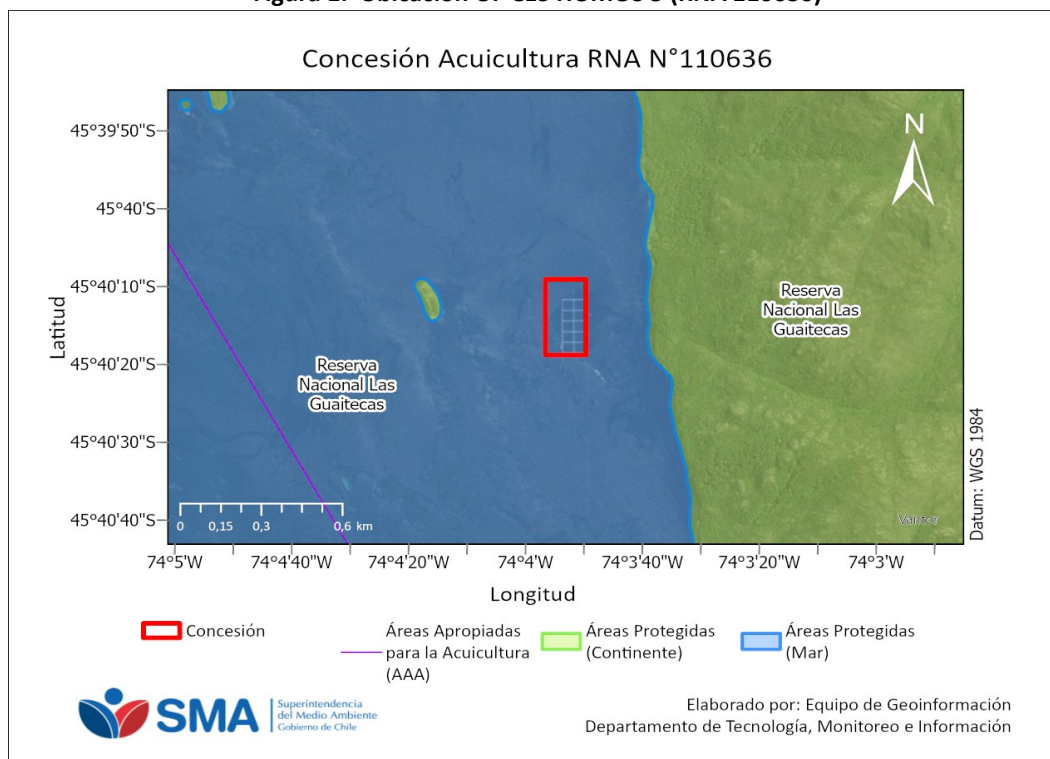 Concesión Acuicultura RNA N°110636
N
45°39'50"S
45°40'S
45°40'10"S
45°40'20"S
45°40'30"S
45°40'40"S
Latitud
Reserva
Nacional Las
Guaitecas
Reserva
Nacional Las
Guaitecas
Datum: WGS 1984
0 0,15 0,3 0,6 km
74°5'W 74°4'40"W 74°4'20"W 74°4'W 74°3'40"W 74°3'20"W 74°3'W
Longitud
Concesión
Áreas Apropiadas
para la Acuicultura
(AAA)
Áreas Protegidas
(Continente)
Áreas Protegidas
(Mar)
SMA
Superintendencia
del Medio Ambiente
Gobierno de Chile
Elaborado por: Equipo de Geoinformación
Departamento de Tecnología, Monitoreo e Información